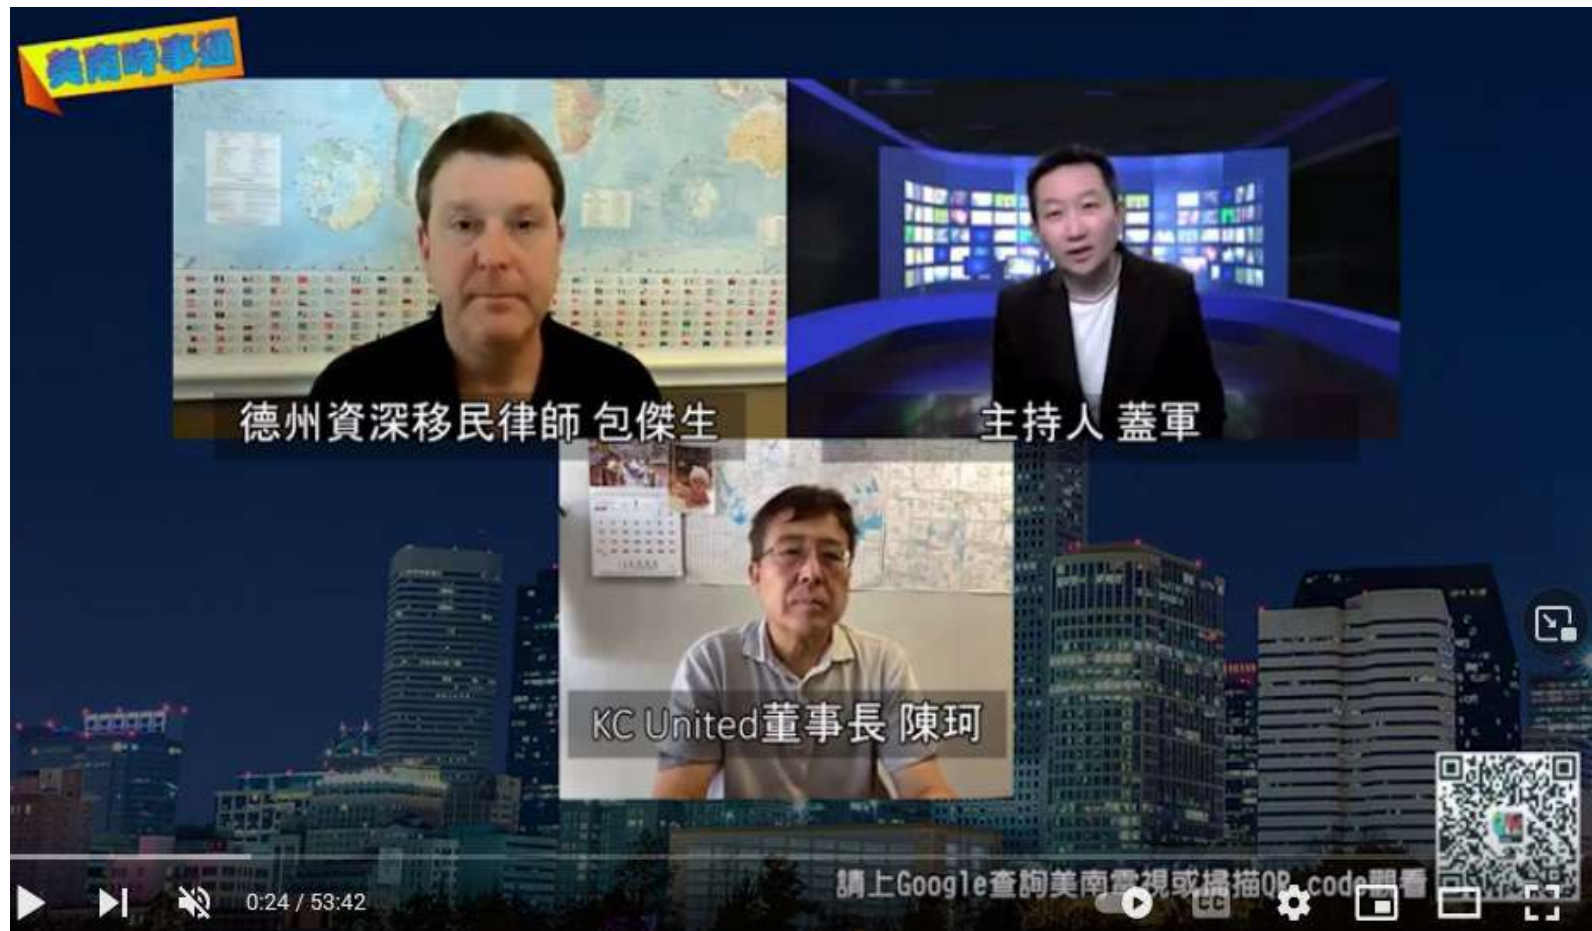 美南時事通
德州資深移民律師 包傑生
主持人 蓋軍
KC United董事長 陳珂
請上Google查詢美南電視或掃描QR code觀看
0:24 / 53:42
CC